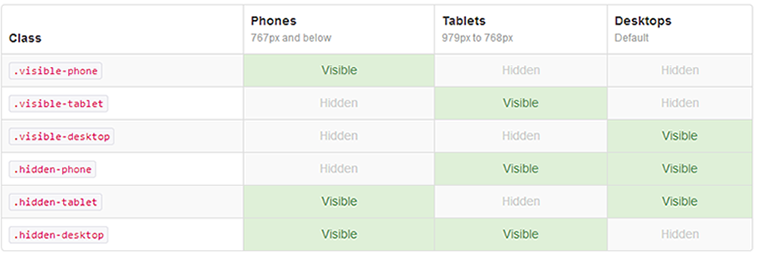 Class Phones Tablets Desktops
767px and below 979px to 768px Default
.visible-phone Visible Hidden Hidden
.visible-tablet Hidden Visible Hidden
.visible-desktop Hidden Hidden Visible
.hidden-phone Hidden Visible Visible
.hidden-tablet Visible Hidden Visible
.hidden-desktop Visible Visible Hidden